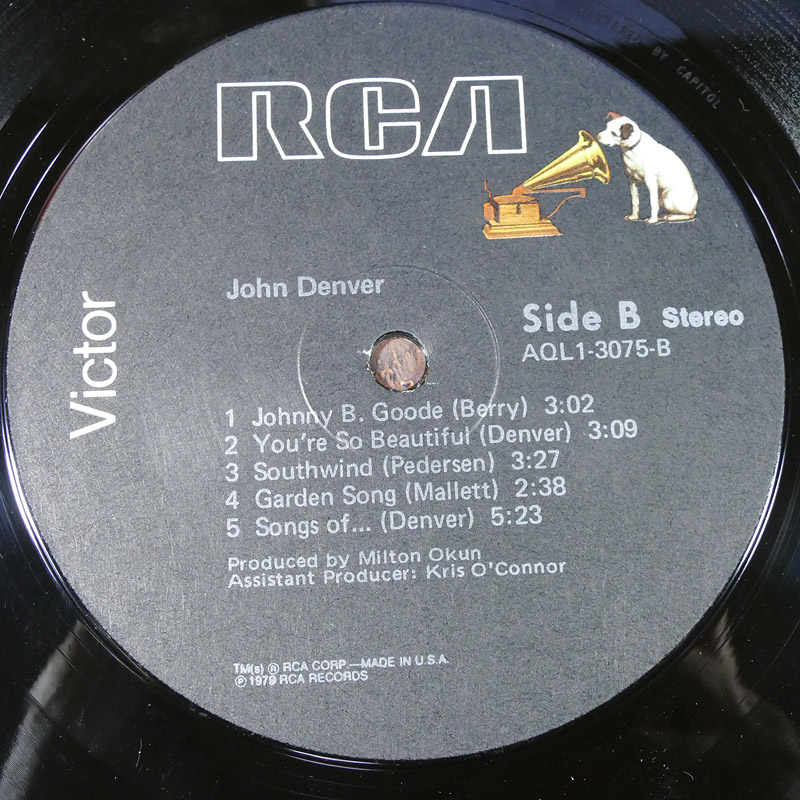 RCA
Victor
John Denver
Side B Stereo
AQL1-3075-B
1 Johnny B. Goode (Berry) 3:02
2 You're So Beautiful (Denver) 3:09
3 Southwind (Pedersen) 3:27
4 Garden Song (Mallett) 2:38
5 Songs of... (Denver) 5:23
Produced by Milton Okun
Assistant Producer: Kris O'Connor
TM(s) ® RCA CORP.—MADE IN U.S.A.
℗ 1979 RCA RECORDS
BY CAPITOL